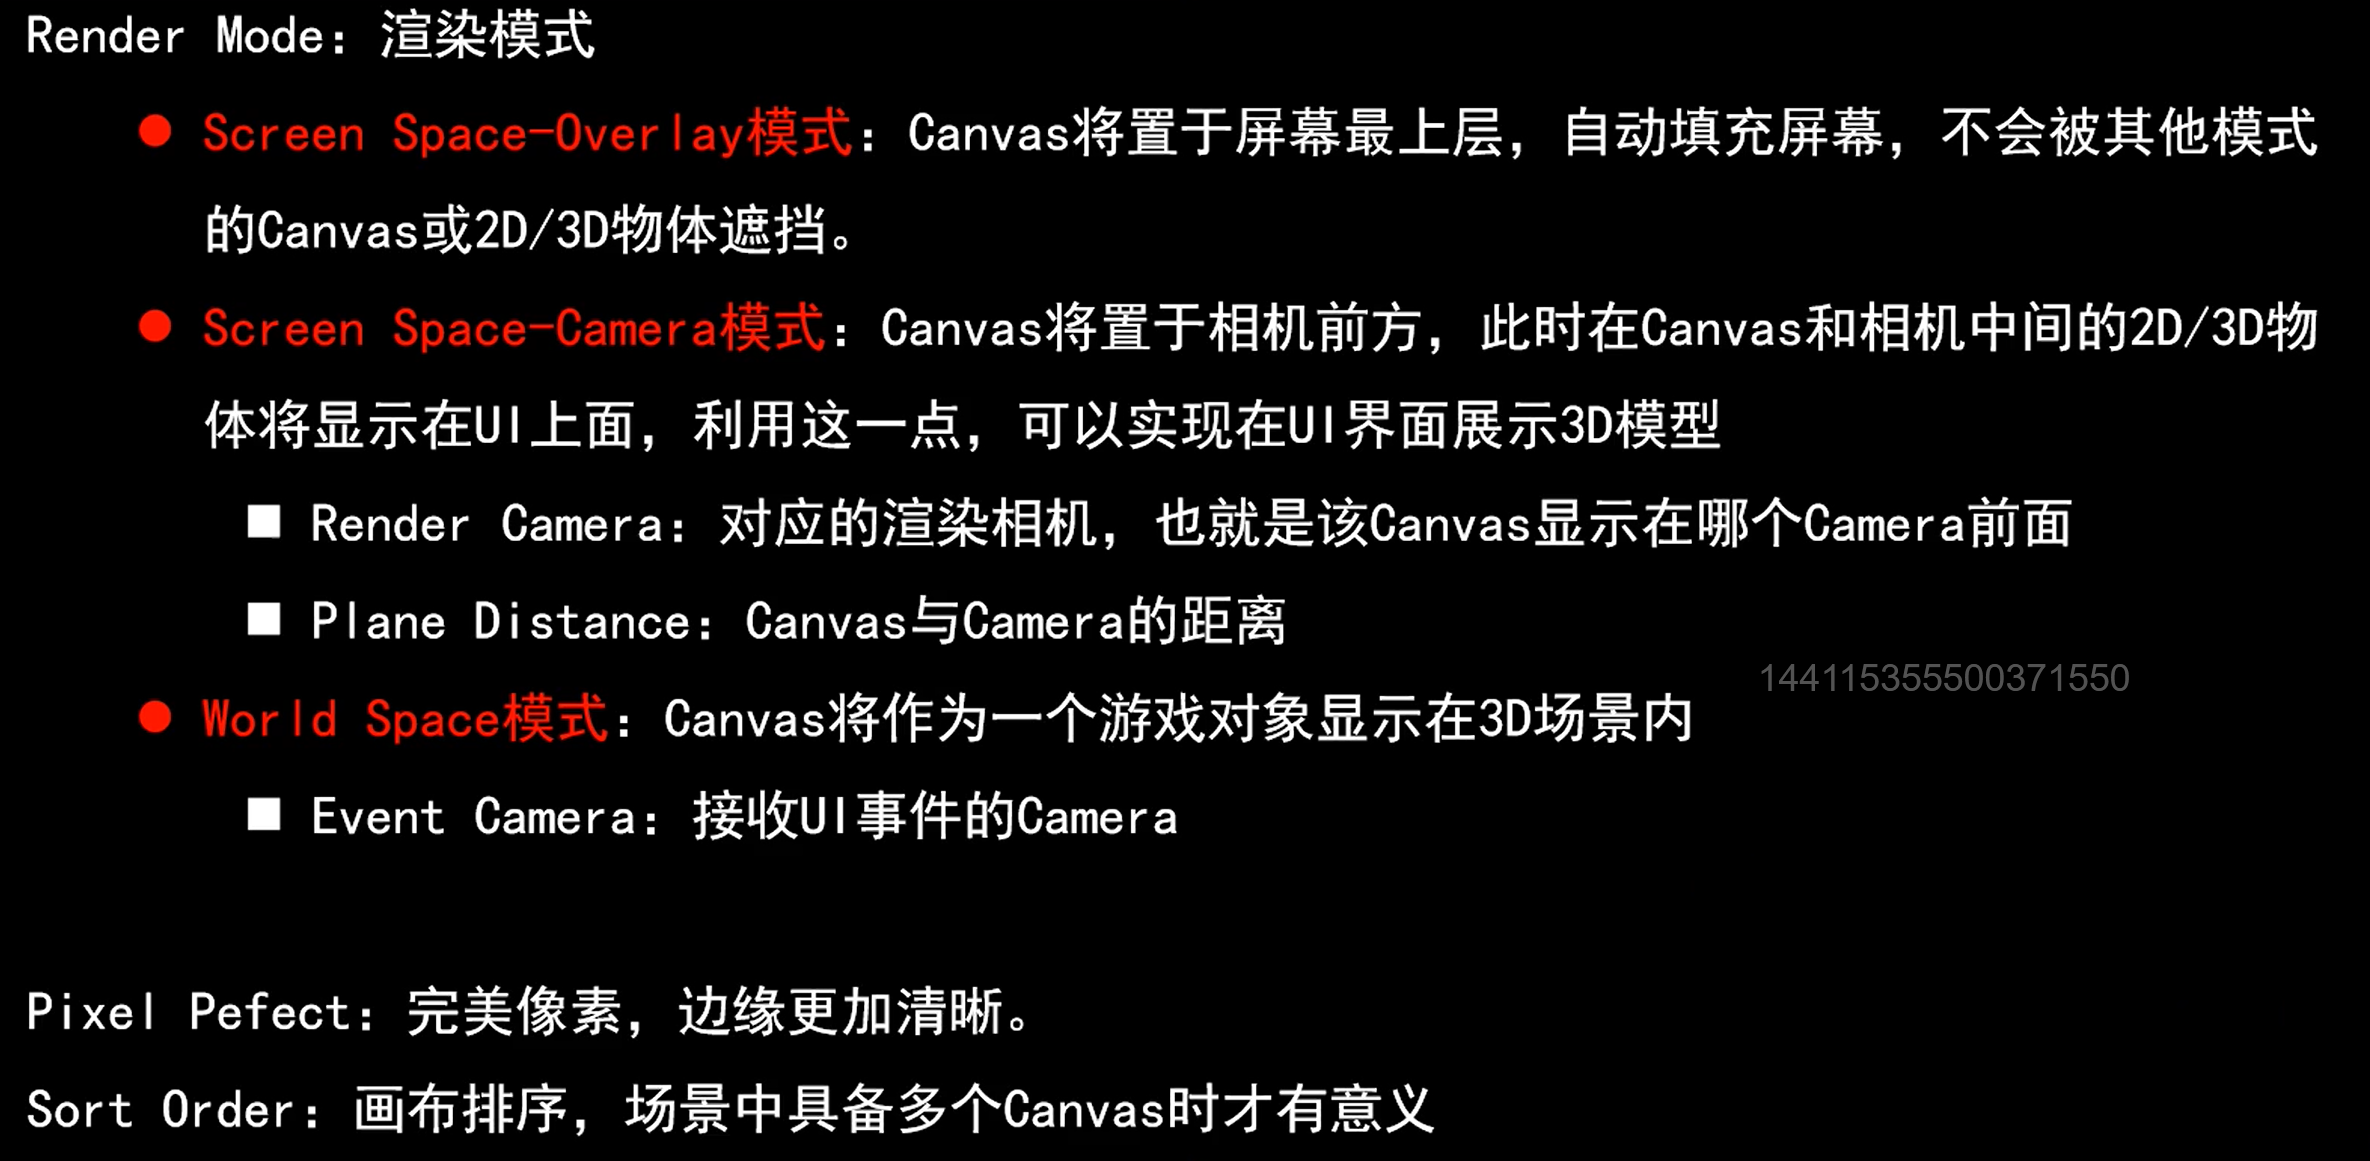 Render Mode：渲染模式
● Screen Space-Overlay模式：Canvas将置于屏幕最上层，自动填充屏幕，不会被其他模式
的Canvas或2D/3D物体遮挡。
● Screen Space-Camera模式：Canvas将置于相机前方，此时在Canvas和相机中间的2D/3D物
体将显示在UI上面，利用这一点，可以实现在UI界面展示3D模型
■ Render Camera：对应的渲染相机，也就是该Canvas显示在哪个Camera前面
■ Plane Distance：Canvas与Camera的距离
144115355500371550
● World Space模式：Canvas将作为一个游戏对象显示在3D场景内
■ Event Camera：接收UI事件的Camera
Pixel Pefect：完美像素，边缘更加清晰。
Sort Order：画布排序，场景中具备多个Canvas时才有意义